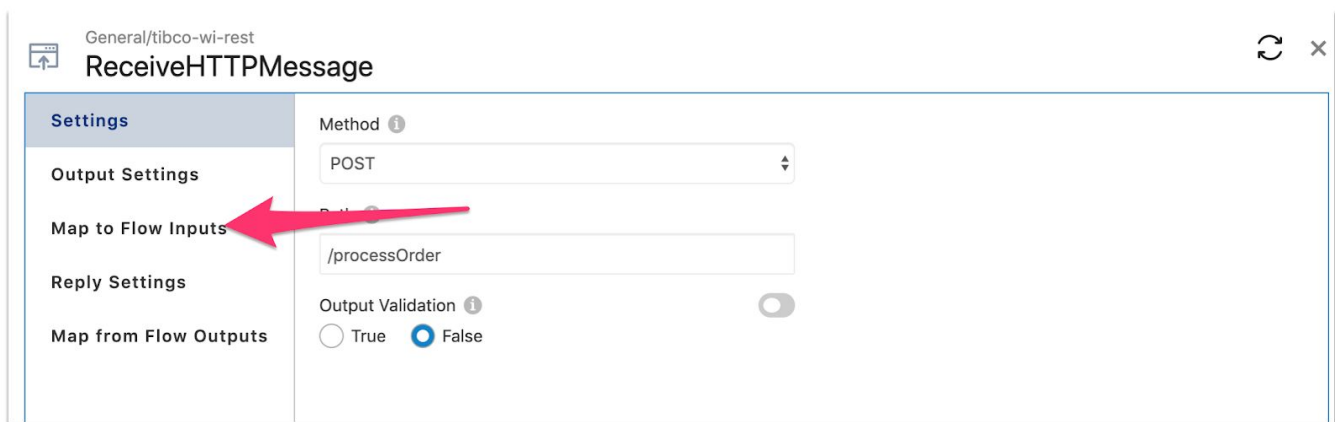 General/tibco-wi-rest
ReceiveHTTPMessage
Settings
Output Settings
Map to Flow Inputs
Reply Settings
Map from Flow Outputs
Method
POST
/processOrder
Output Validation
True
False